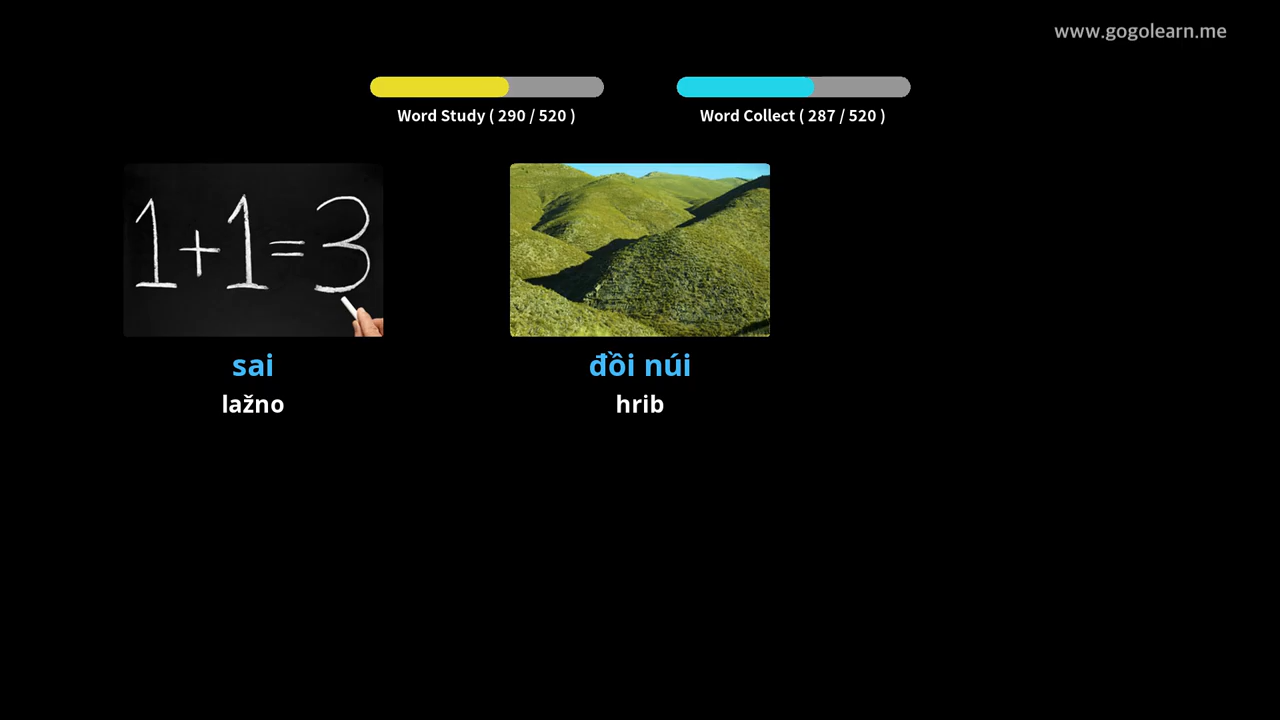 www.gogolearn.me
Word Study ( 290 / 520 )
Word Collect ( 287 / 520 )
1+1=3
sai
lažno
đồi núi
hrib